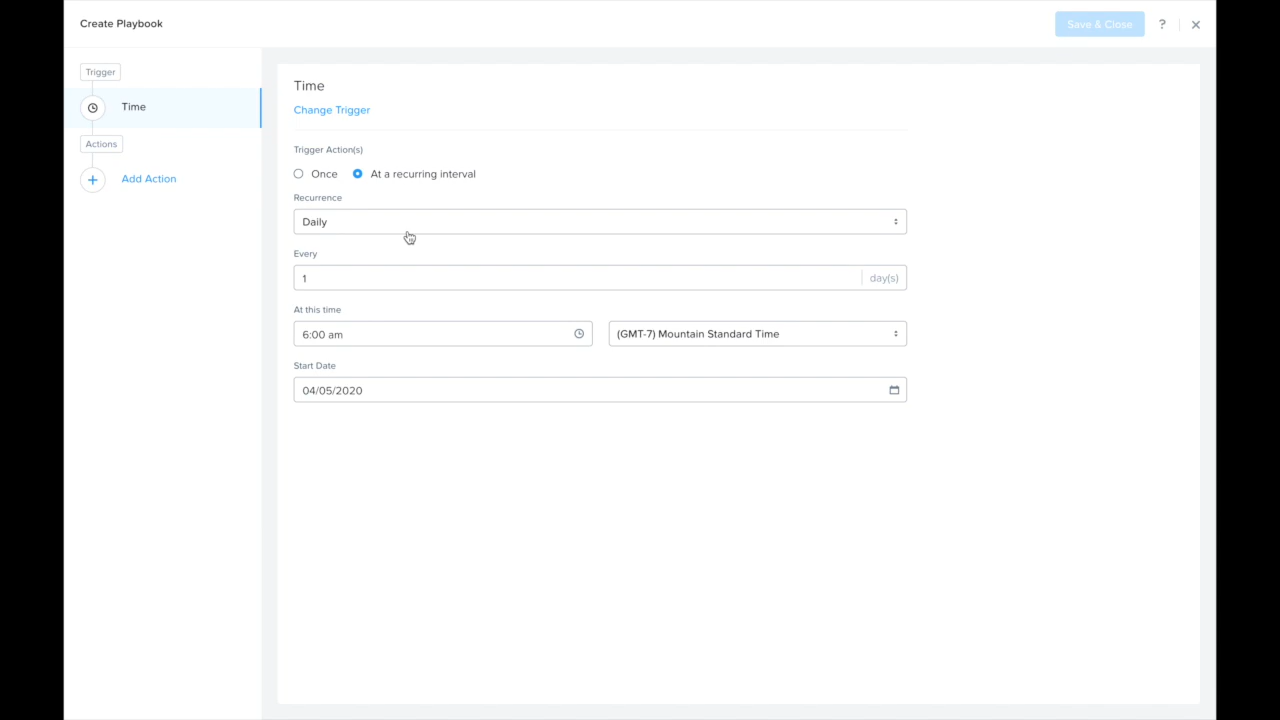 Create Playbook
Save & Close
?
Trigger
Time
Actions
Add Action
Time
Change Trigger
Trigger Action(s)
Once
At a recurring interval
Recurrence
Daily
Every
1
day(s)
At this time
6:00 am
(GMT-7) Mountain Standard Time
Start Date
04/05/2020